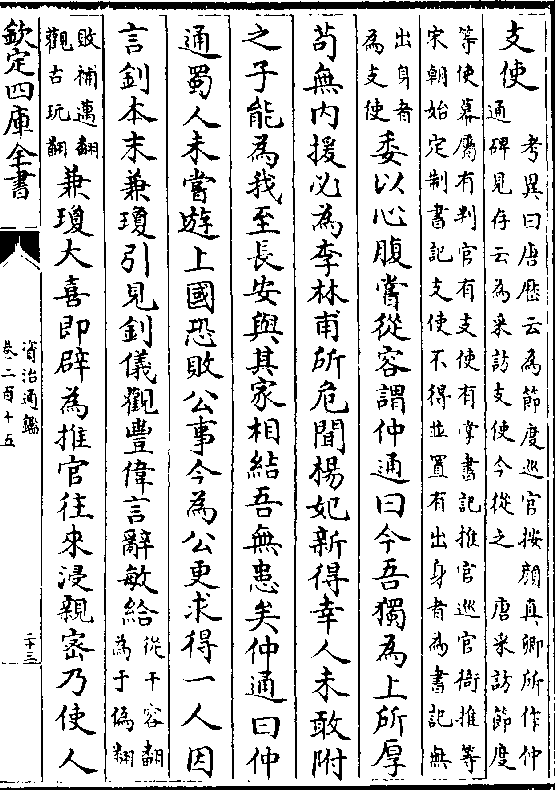 支使考異曰唐歴云為節度巡官按顔真卿所作仲
通碑見存云為采訪支使今從之　唐采訪節度
等使幕屬有判官有支使有掌書記推官巡官衙推等
宋朝始定制書記支使不得並置有出身者為書記無
出身者
為支使
委以心腹嘗從容謂仲通曰今吾獨為上所厚
苟無内援必為李林甫所危聞楊妃新得幸人未敢附
之子能為我至長安與其家相結吾無患矣仲通曰仲
通蜀人未嘗遊上國恐敗公事今為公更求得一人因
言釗本末兼瓊引見釗儀觀豐偉言辭敏給
從千容翻
為于偽翻
敗補邁翻
觀古玩翻
兼瓊大喜即辟為推官往來浸親密乃使人
欽定四庫全書
資治通鑑
卷二百十五
二十三